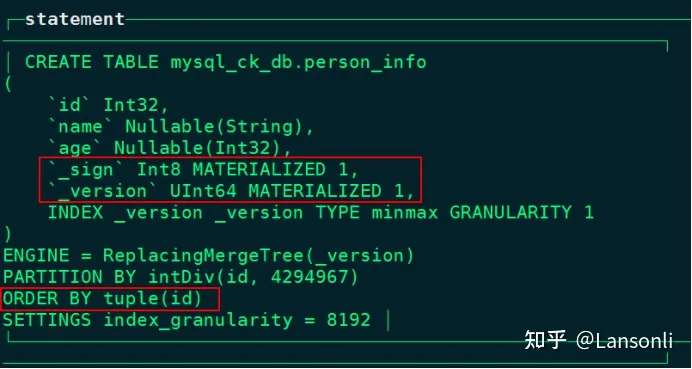 statement
CREATE TABLE mysql_ck_db.person_info
(
`id` Int32,
`name` Nullable(String),
`age` Nullable(Int32),
`_sign` Int8 MATERIALIZED 1,
`_version` UInt64 MATERIALIZED 1,
INDEX _version _version TYPE minmax GRANULARITY 1
)
ENGINE = ReplacingMergeTree(_version)
PARTITION BY intDiv(id, 4294967)
ORDER BY tuple(id)
SETTINGS index_granularity = 8192
知乎 @Lansonli